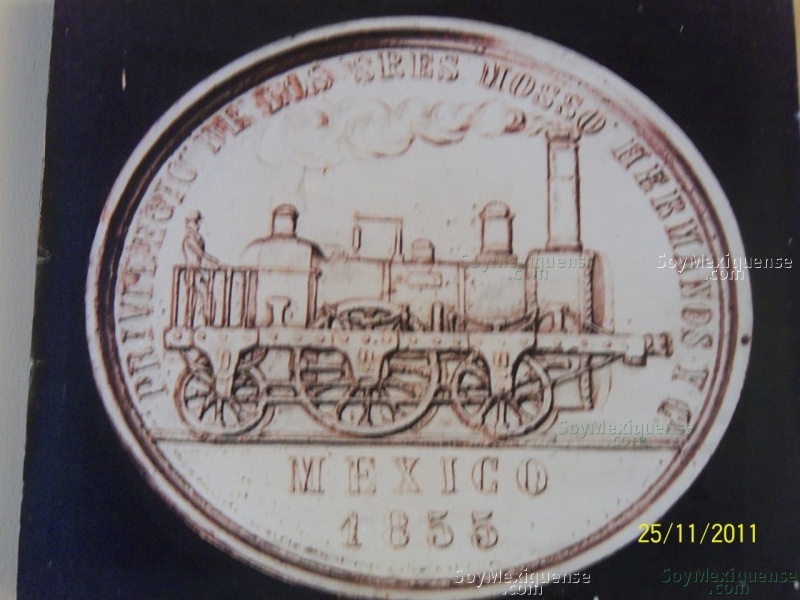 PRIVILEGIO DE LOS SRES MOSSO HERMANOS Y Cª
MEXICO
1855
SoyMexiquense
.com
SoyMexiquense
.com
SoyMexiquense
.com
25/11/2011
SoyMexiquense
.com
SoyMexiquense
.com